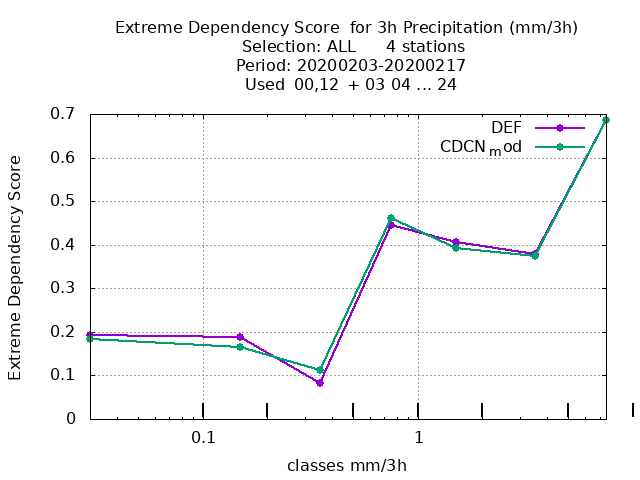 Extreme Dependency Score  for 3h Precipitation (mm/3h)
Selection: ALL      4 stations
Period: 20200203-20200217
Used  00,12  + 03 04 ... 24
0.7
0.6
0.5
0.4
0.3
0.2
0.1
0
Extreme Dependency Score
DEF
CDCNmod
0.1
1
classes mm/3h